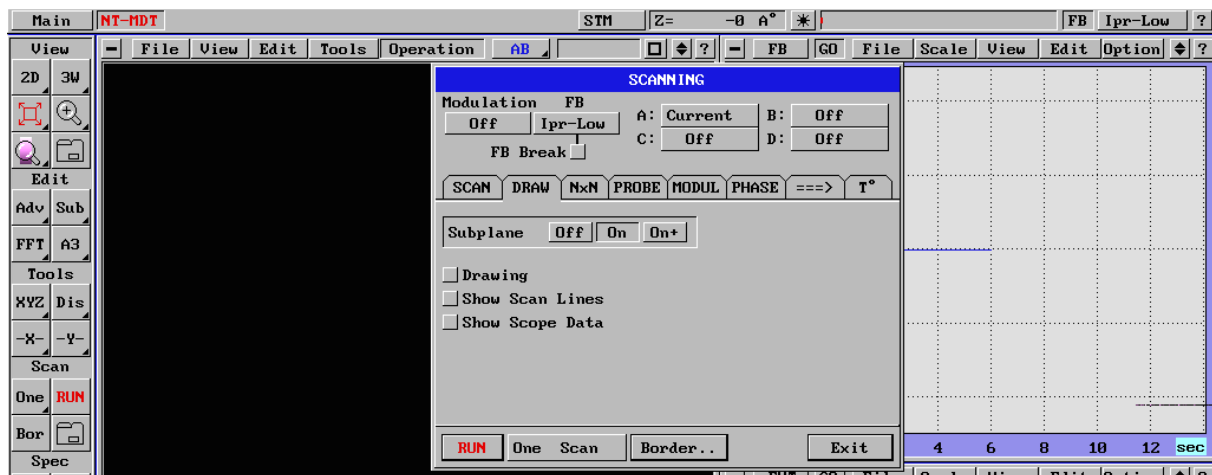 Main NT-MDT STM Z= -0 A° FB Ipr-Low ?
View File View Edit Tools Operation AB ? FB GO File Scale View Edit Option ?
2D 3W
SCANNING
Modulation FB
Off Ipr-Low A: Current B: Off
FB Break C: Off D: Off
Edit
SCAN DRAW NxN PROBE MODUL PHASE ===> T°
Adv Sub
Subplane Off On On+
FFT A3
Tools
Drawing
XYZ Dis
Show Scan Lines
Show Scope Data
-X- -Y-
Scan
One RUN
Bor
RUN One Scan Border.. Exit
4 6 8 10 12 sec
Spec